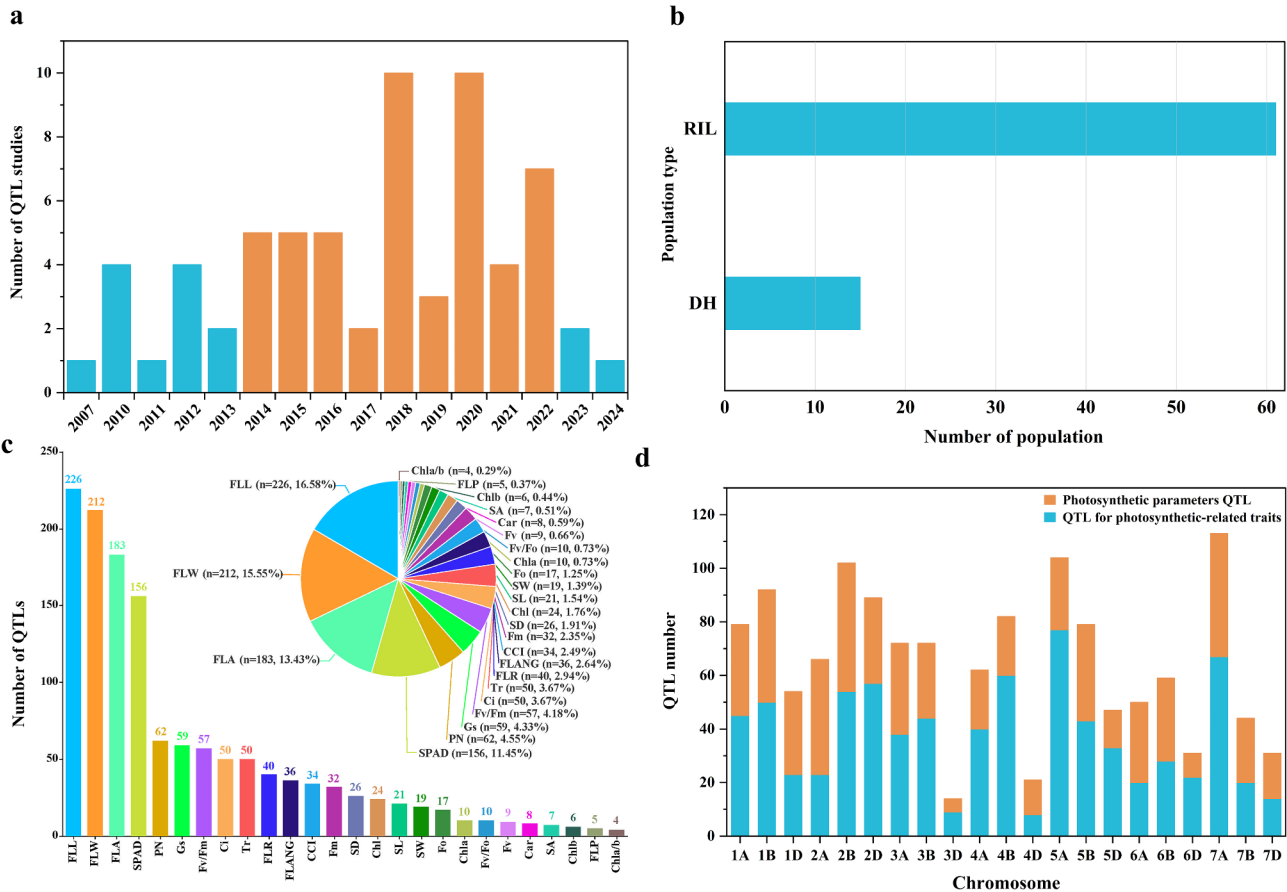 a
Number of QTL studies
10
8
6
4
2
0
2007 2010 2011 2012 2013 2014 2015 2016 2017 2018 2019 2020 2021 2022 2023 2024
b
Population type
RIL
DH
0 10 20 30 40 50 60
Number of population
c
Number of QTLs
250
200
150
100
50
0
226 212 183 156 62 59 57 50 50 40 36 34 32 26 24 21 19 17 10 10 9 8 7 6 5 4
FLL FLW FLA SPAD PN Gs Fv/Fm Ci Tr FLR FLANG CCI Fm SD Chl SL SW Fo Chla Fv/Fo Fv Car SA Chlb FLP Chla/b
Chla/b (n=4, 0.29%)
FLP (n=5, 0.37%)
Chlb (n=6, 0.44%)
SA (n=7, 0.51%)
Car (n=8, 0.59%)
Fv (n=9, 0.66%)
Fv/Fo (n=10, 0.73%)
Chla (n=10, 0.73%)
Fo (n=17, 1.25%)
SW (n=19, 1.39%)
SL (n=21, 1.54%)
Chl (n=24, 1.76%)
SD (n=26, 1.91%)
Fm (n=32, 2.35%)
CCI (n=34, 2.49%)
FLANG (n=36, 2.64%)
FLR (n=40, 2.94%)
Tr (n=50, 3.67%)
Ci (n=50, 3.67%)
Fv/Fm (n=57, 4.18%)
Gs (n=59, 4.33%)
PN (n=62, 4.55%)
SPAD (n=156, 11.45%)
FLA (n=183, 13.43%)
FLW (n=212, 15.55%)
FLL (n=226, 16.58%)
d
Photosynthetic parameters QTL
QTL for photosynthetic-related traits
QTL number
120
100
80
60
40
20
0
1A 1B 1D 2A 2B 2D 3A 3B 3D 4A 4B 4D 5A 5B 5D 6A 6B 6D 7A 7B 7D
Chromosome